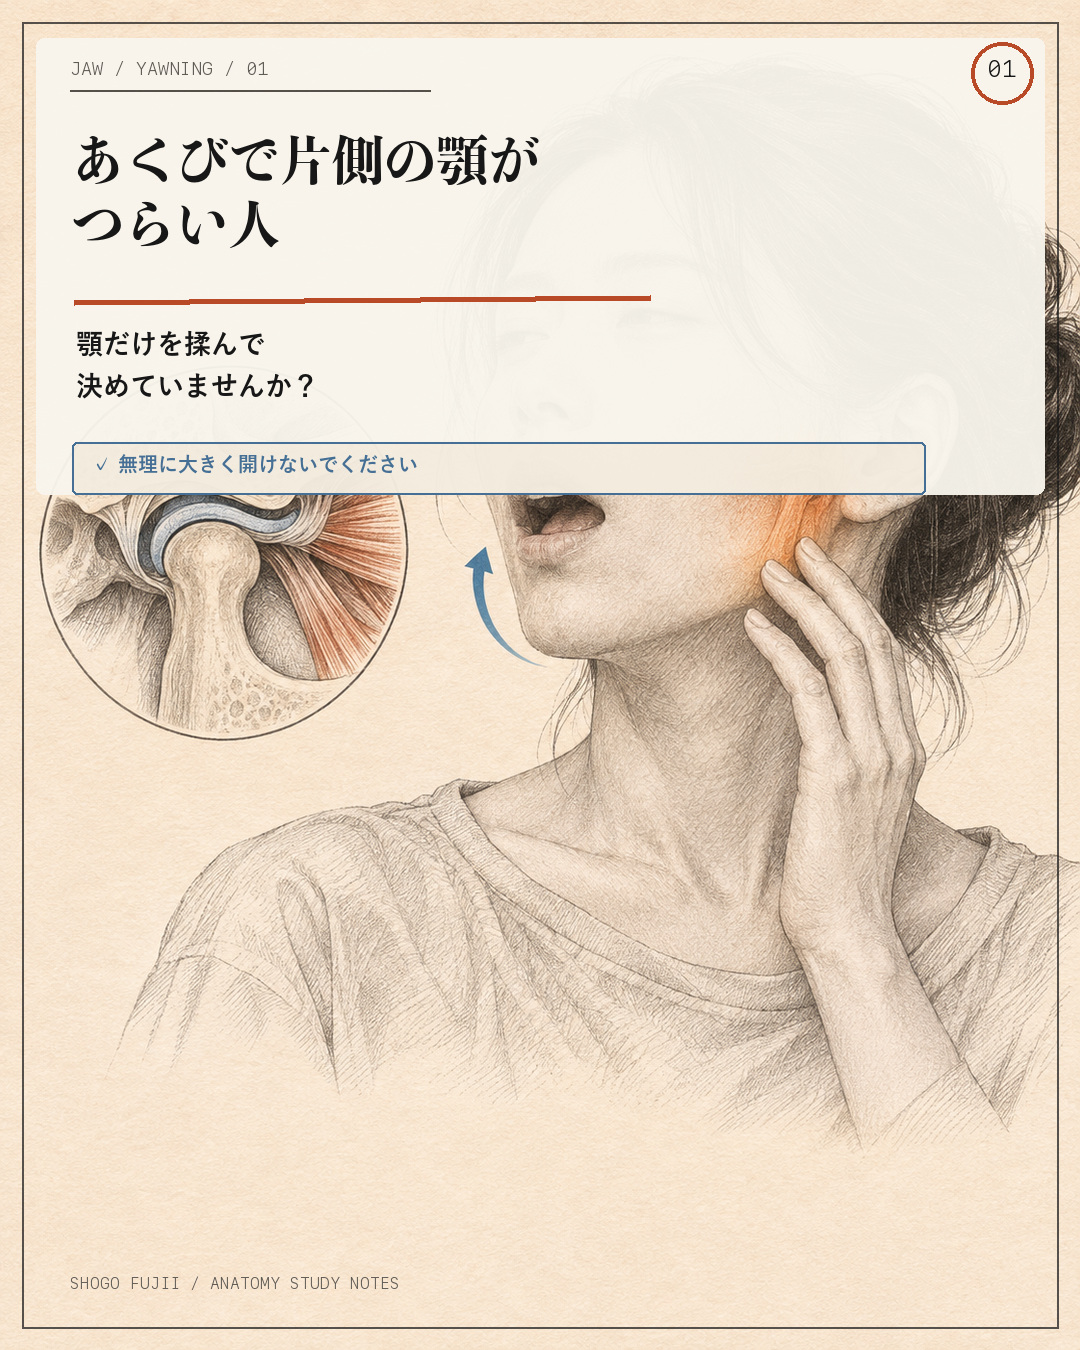 JAW / YAWNING / 01
01
あくびで片側の顎が
つらい人
顎だけを揉んで
決めていませんか？
✓ 無理に大きく開けないでください
SHOGO FUJII / ANATOMY STUDY NOTES